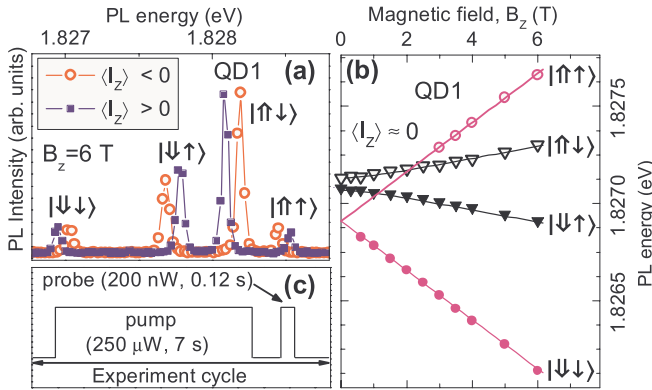 PL energy (eV)
1.827 1.828
⟨I_Z⟩ < 0
⟨I_Z⟩ > 0
(a)
QD1
B_Z=6 T
|⇓↓⟩
|⇓↑⟩
|⇑↓⟩
|⇑↑⟩
PL Intensity (arb. units)
probe (200 nW, 0.12 s)
(c)
pump
(250 μW, 7 s)
Experiment cycle
Magnetic field, B_Z (T)
0 2 4 6
(b)
QD1
⟨I_Z⟩ ≈ 0
|⇑↑⟩
|⇑↓⟩
|⇓↑⟩
|⇓↓⟩
1.8275
1.8270
1.8265
PL energy (eV)